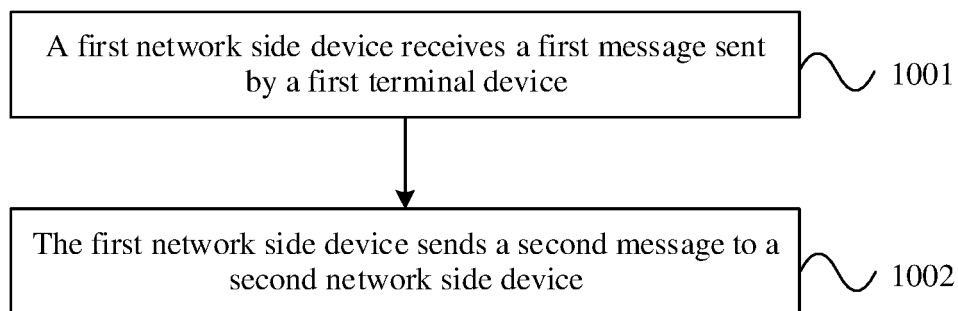 A first network side device receives a first message sent
by a first terminal device
1001
The first network side device sends a second message to a
second network side device
1002